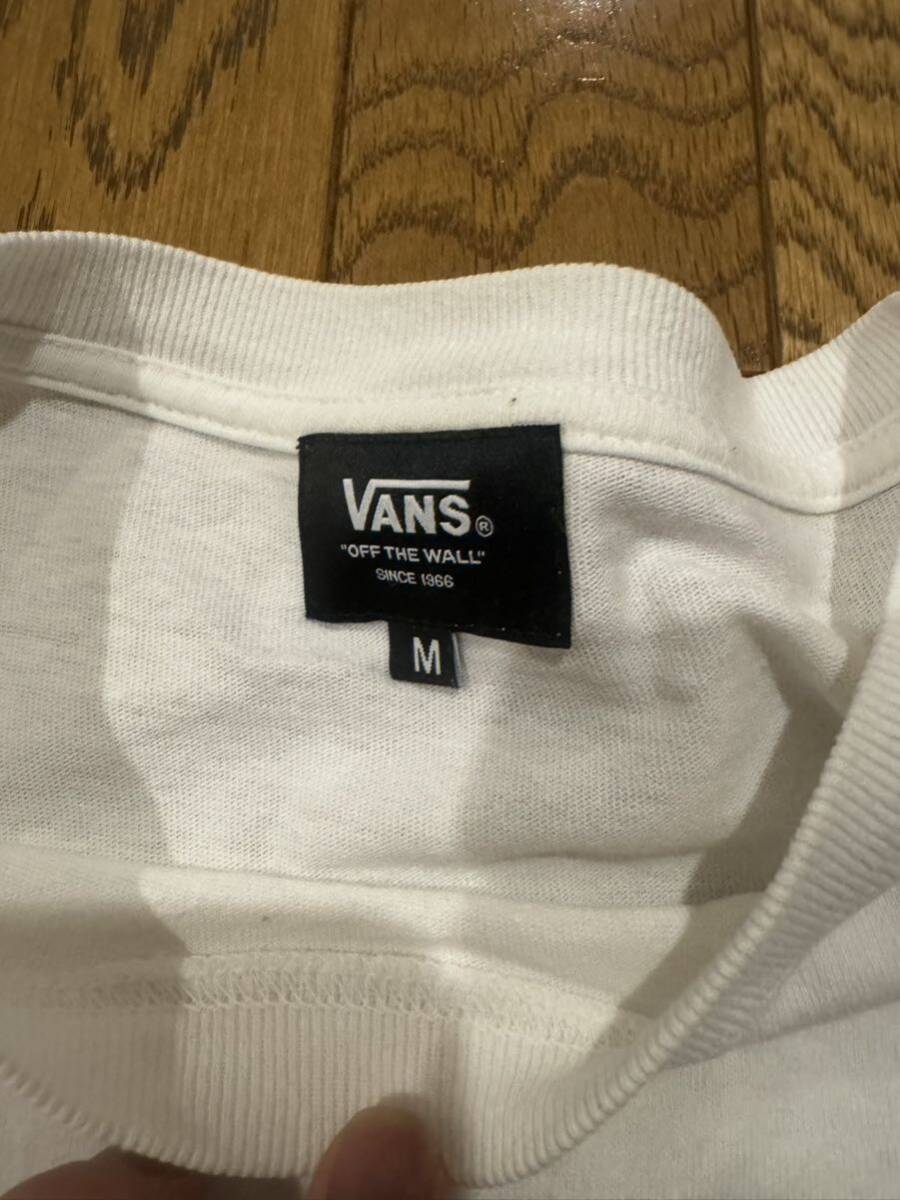 VANS®
"OFF THE WALL"
SINCE 1966
M